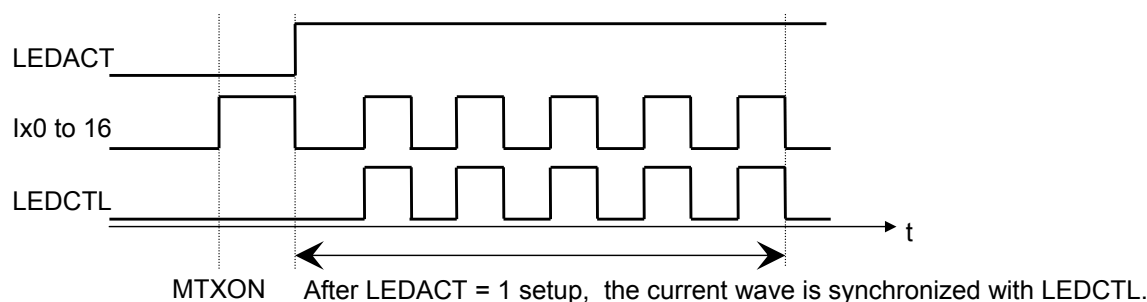 LEDACT
Ix0 to 16
LEDCTL
t
MTXON
After LEDACT = 1 setup, the current wave is synchronized with LEDCTL